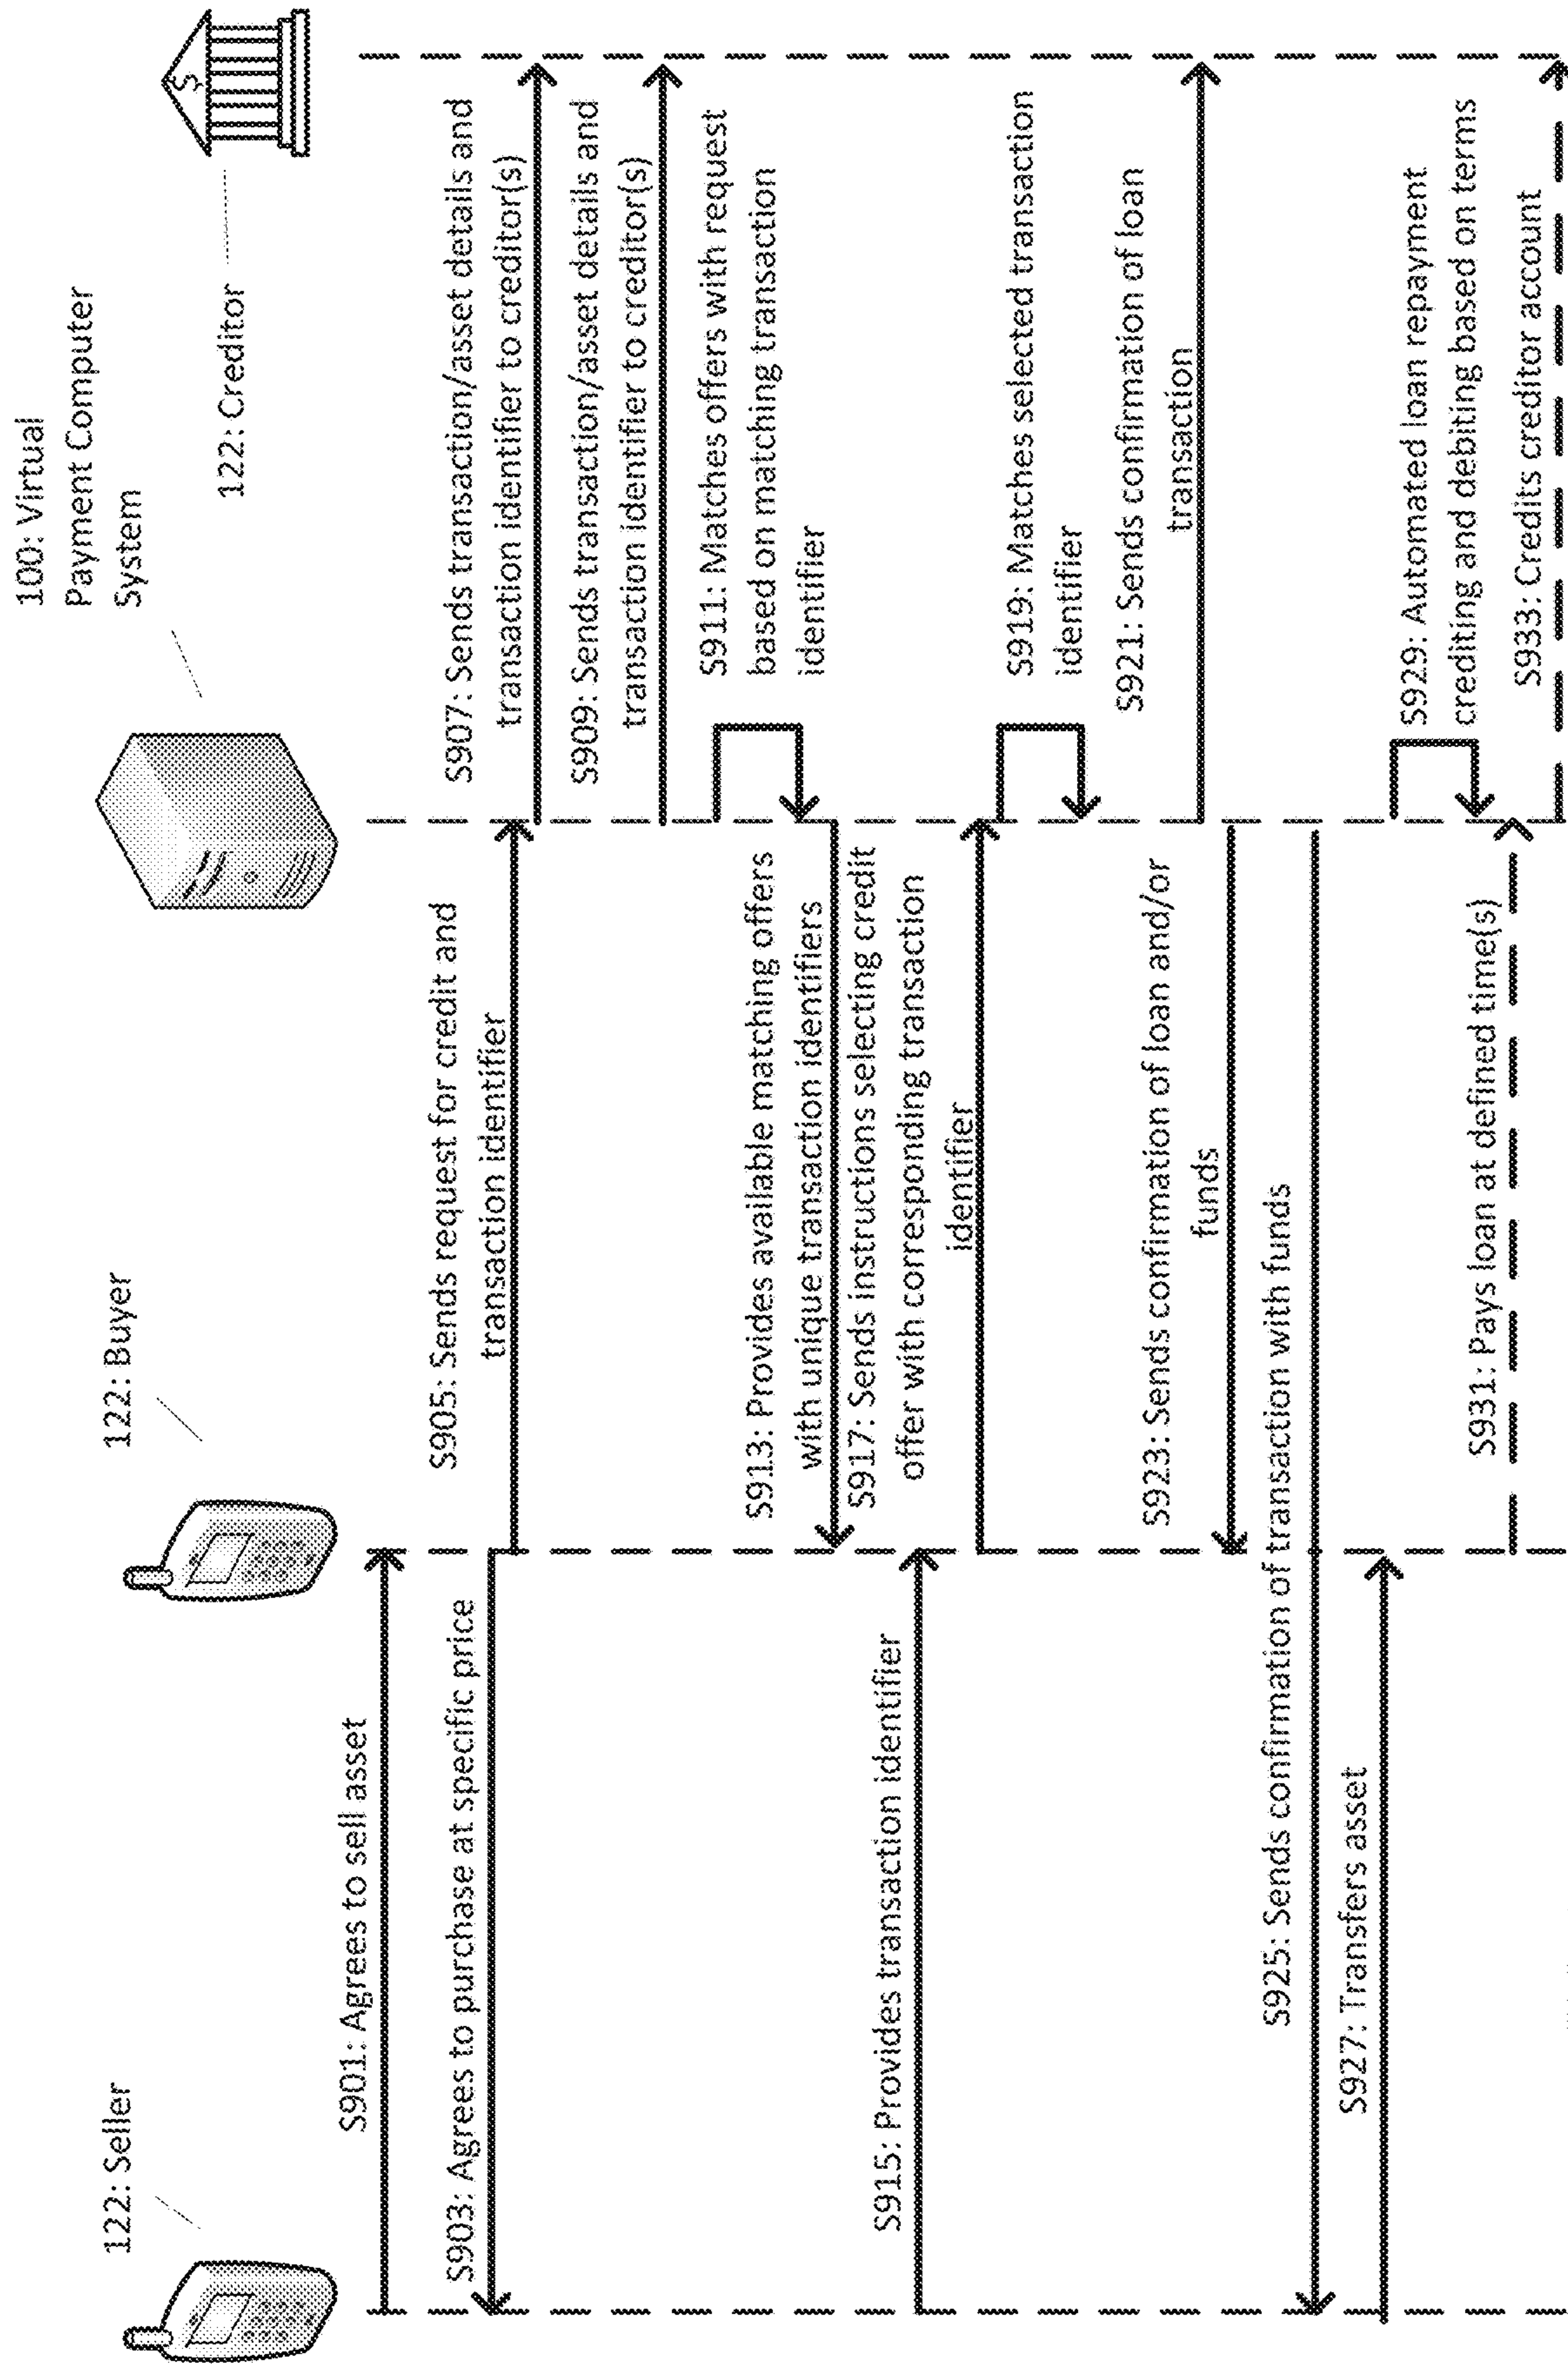 122: Seller
122: Buyer
100: Virtual
Payment Computer
System
122: Creditor
S901: Agrees to sell asset
S903: Agrees to purchase at specific price
S905: Sends request for credit and
transaction identifier
S907: Sends transaction/asset details and
transaction identifier to creditor(s)
S909: Sends transaction/asset details and
transaction identifier to creditor(s)
S911: Matches offers with request
based on matching transaction
identifier
S913: Provides available matching offers
with unique transaction identifiers
S915: Provides transaction identifier
S917: Sends instructions selecting credit
offer with corresponding transaction
identifier
S919: Matches selected transaction
identifier
S921: Sends confirmation of loan
transaction
S923: Sends confirmation of loan and/or
funds
S925: Sends confirmation of transaction with funds
S927: Transfers asset
S929: Automated loan repayment
crediting and debiting based on terms
S931: Pays loan at defined time(s)
S933: Credits creditor account